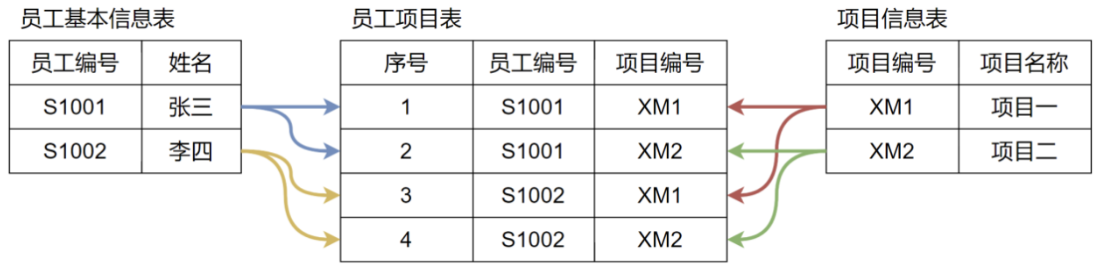 员工基本信息表
员工编号 姓名
S1001 张三
S1002 李四
员工项目表
序号 员工编号 项目编号
1 S1001 XM1
2 S1001 XM2
3 S1002 XM1
4 S1002 XM2
项目信息表
项目编号 项目名称
XM1 项目一
XM2 项目二